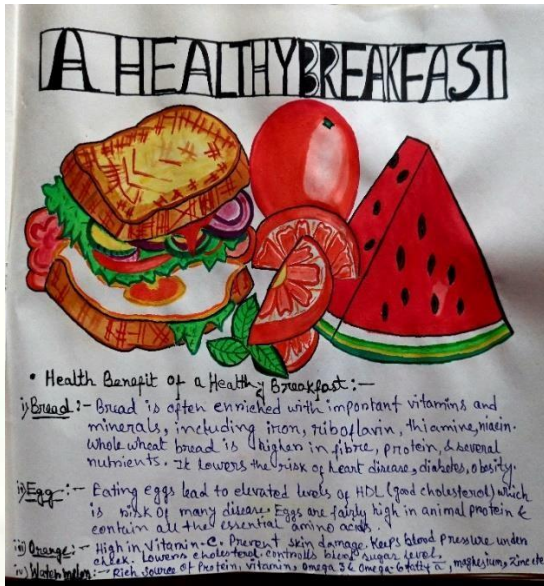 A HEALTHY BREAKFAST
• Health Benefit of a Healthy Breakfast:-
i) Bread :- Bread is often enriched with important vitamins and
minerals, including iron, riboflavin, thiamine, niacin.
whole wheat bread is higher in fibre, protein, & several
nutrients. It lowers the risk of heart disease, diabetes, obesity.
ii) Egg :- Eating eggs lead to elevated levels of HDL (good cholesterol) which
is risk of many disease. Eggs are fairly high in animal protein &
contain all the essential amino acids.
iii) Orange :- High in Vitamin-C. Prevent skin damage. Keeps blood pressure under
chek. Lowers cholesterol. controlls blood sugar level.
iv) Water melon :- Rich source of Protein, vitamin, Omega 3 & Omega-6 fatty a, magnesium, Zinc etc